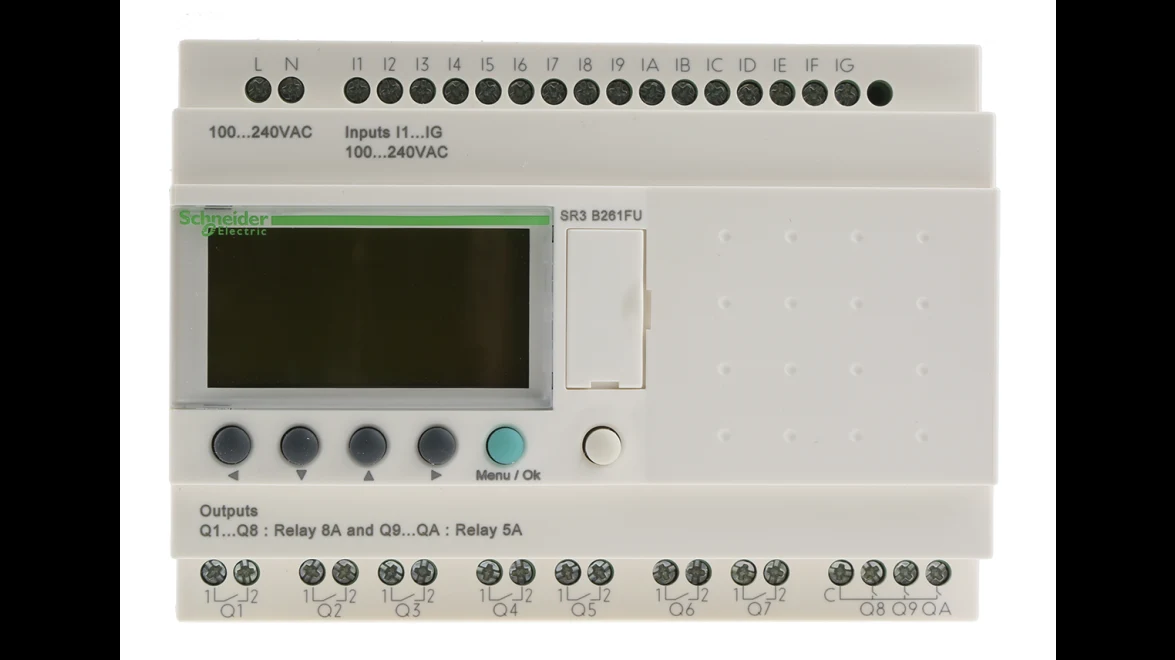 L N I1 I2 I3 I4 I5 I6 I7 I8 I9 IA IB IC ID IE IF IG
100...240VAC Inputs I1...IG
100...240VAC
Schneider
Electric
SR3 B261FU
◄ ▼ ▲ ► Menu / Ok
Outputs
Q1...Q8 : Relay 8A and Q9...QA : Relay 5A
1 2 1 2 1 2 1 2 1 2 1 2 1 2 C
Q1 Q2 Q3 Q4 Q5 Q6 Q7 Q8 Q9 QA